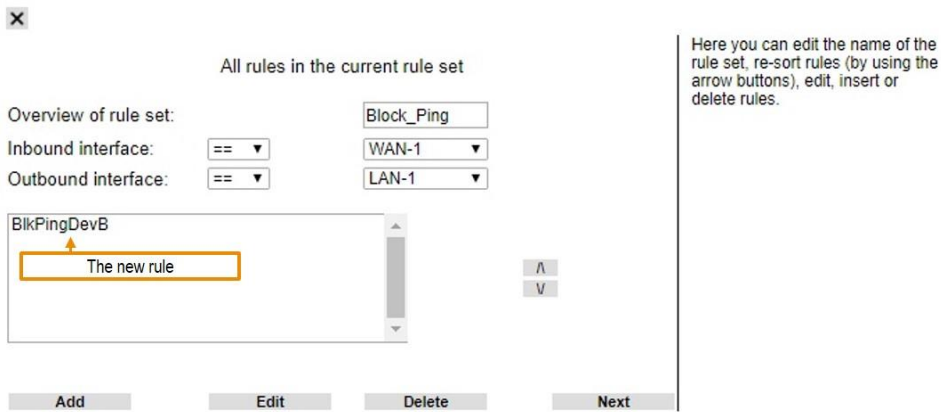 All rules in the current rule set
Overview of rule set: Block_Ping
Inbound interface: == ▼ WAN-1 ▼
Outbound interface: == ▼ LAN-1 ▼
BlkPingDevB
The new rule
/\
\/
Add Edit Delete Next
Here you can edit the name of the
rule set, re-sort rules (by using the
arrow buttons), edit, insert or
delete rules.